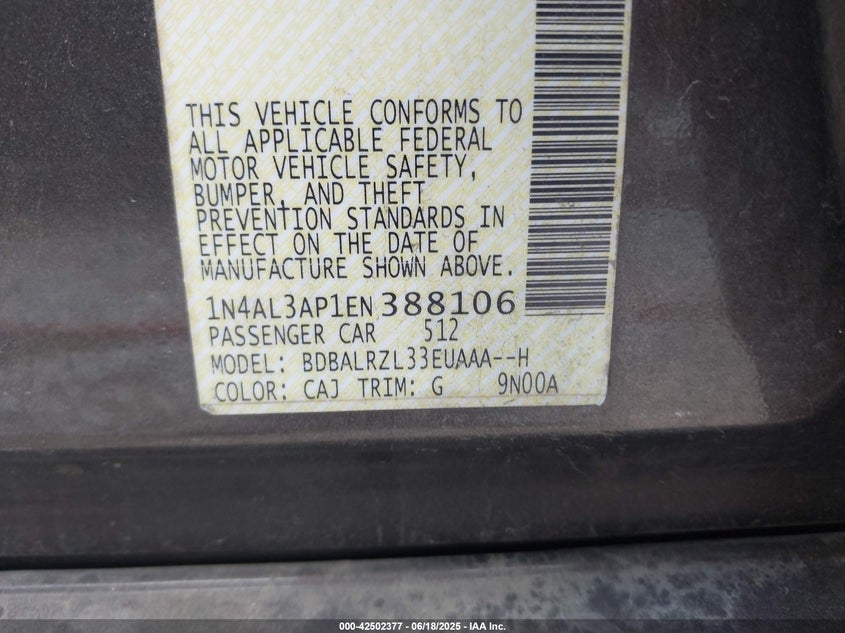 THIS VEHICLE CONFORMS TO
ALL APPLICABLE FEDERAL
MOTOR VEHICLE SAFETY,
BUMPER, AND THEFT
PREVENTION STANDARDS IN
EFFECT ON THE DATE OF
MANUFACTURE SHOWN ABOVE.
1N4AL3AP1EN388106
PASSENGER CAR 512
MODEL: BDBALRZL33EUAAA--H
COLOR: CAJ TRIM: G 9N00A
000-42502377 - 06/18/2025 - IAA Inc.